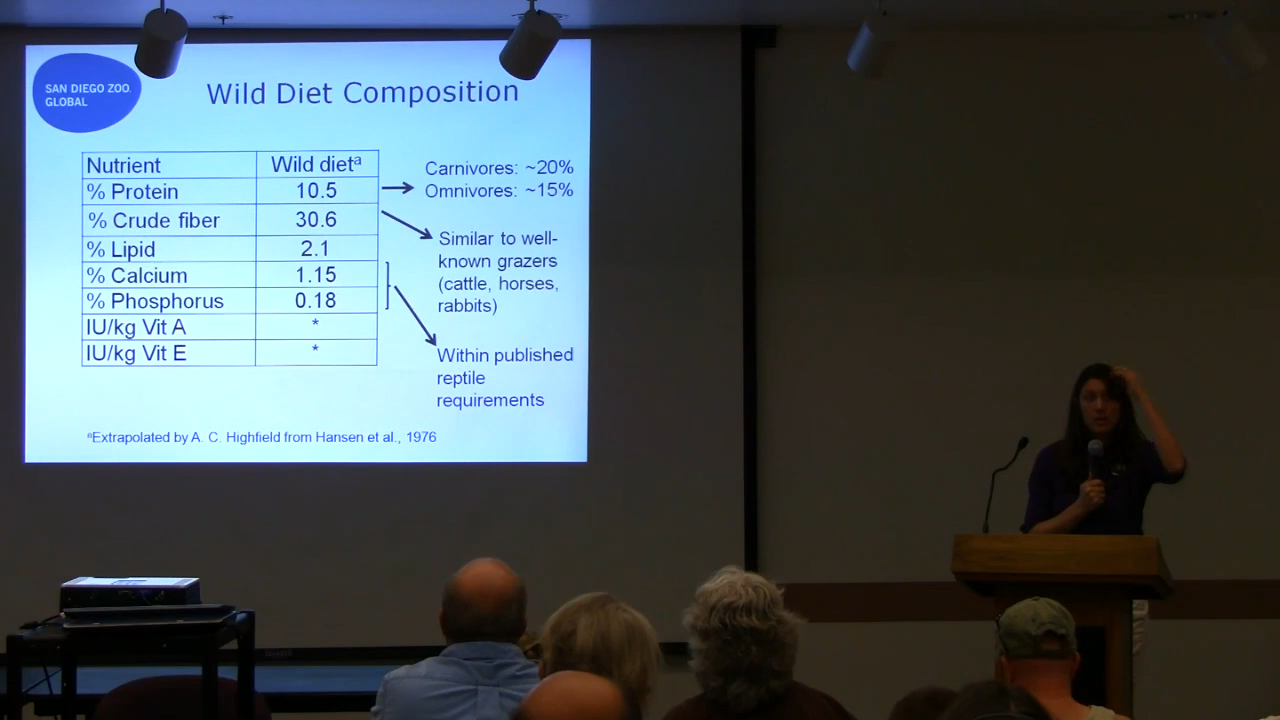 SAN DIEGO ZOO
GLOBAL
Wild Diet Composition
Nutrient Wild dietᵃ
% Protein 10.5
% Crude fiber 30.6
% Lipid 2.1
% Calcium 1.15
% Phosphorus 0.18
IU/kg Vit A *
IU/kg Vit E *
Carnivores: ~20%
Omnivores: ~15%
Similar to well-
known grazers
(cattle, horses,
rabbits)
Within published
reptile
requirements
ᵃExtrapolated by A. C. Highfield from Hansen et al., 1976